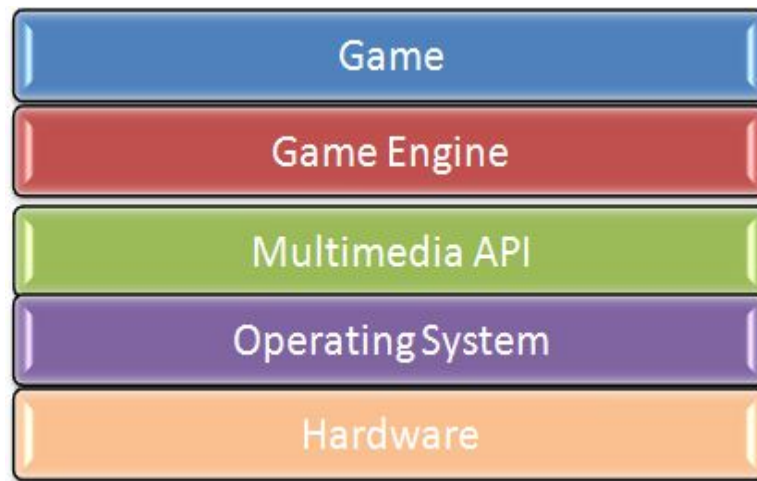 Game
Game Engine
Multimedia API
Operating System
Hardware